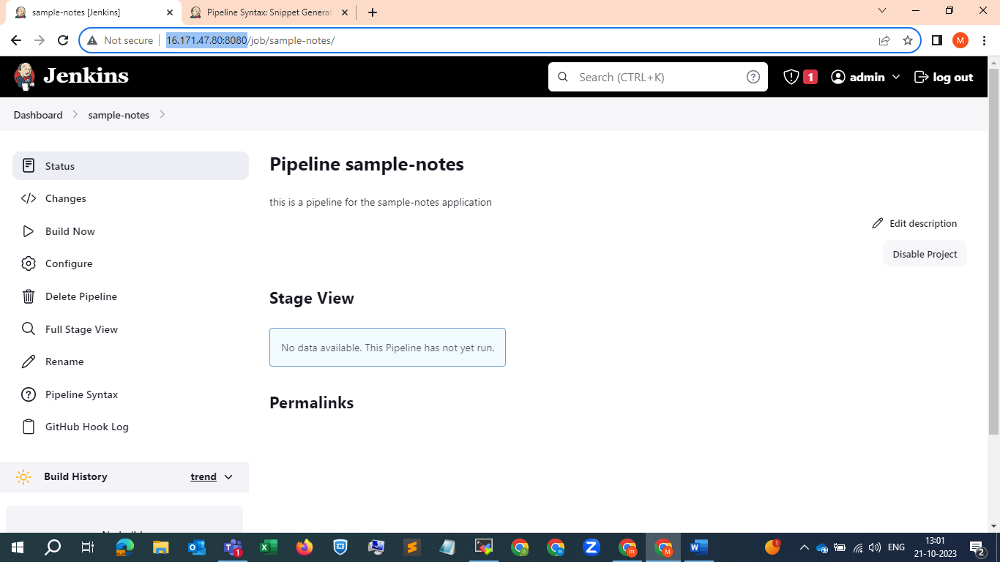 sample-notes [Jenkins]
Pipeline Syntax: Snippet Generat
Not secure
16.171.47.80:8080/job/sample-notes/
M
Jenkins
Search (CTRL+K)
1
admin
log out
Dashboard
sample-notes
Status
Changes
Build Now
Configure
Delete Pipeline
Full Stage View
Rename
Pipeline Syntax
GitHub Hook Log
Build History
trend
Pipeline sample-notes
this is a pipeline for the sample-notes application
Edit description
Disable Project
Stage View
No data available. This Pipeline has not yet run.
Permalinks
1
ENG
13:01
21-10-2023
2